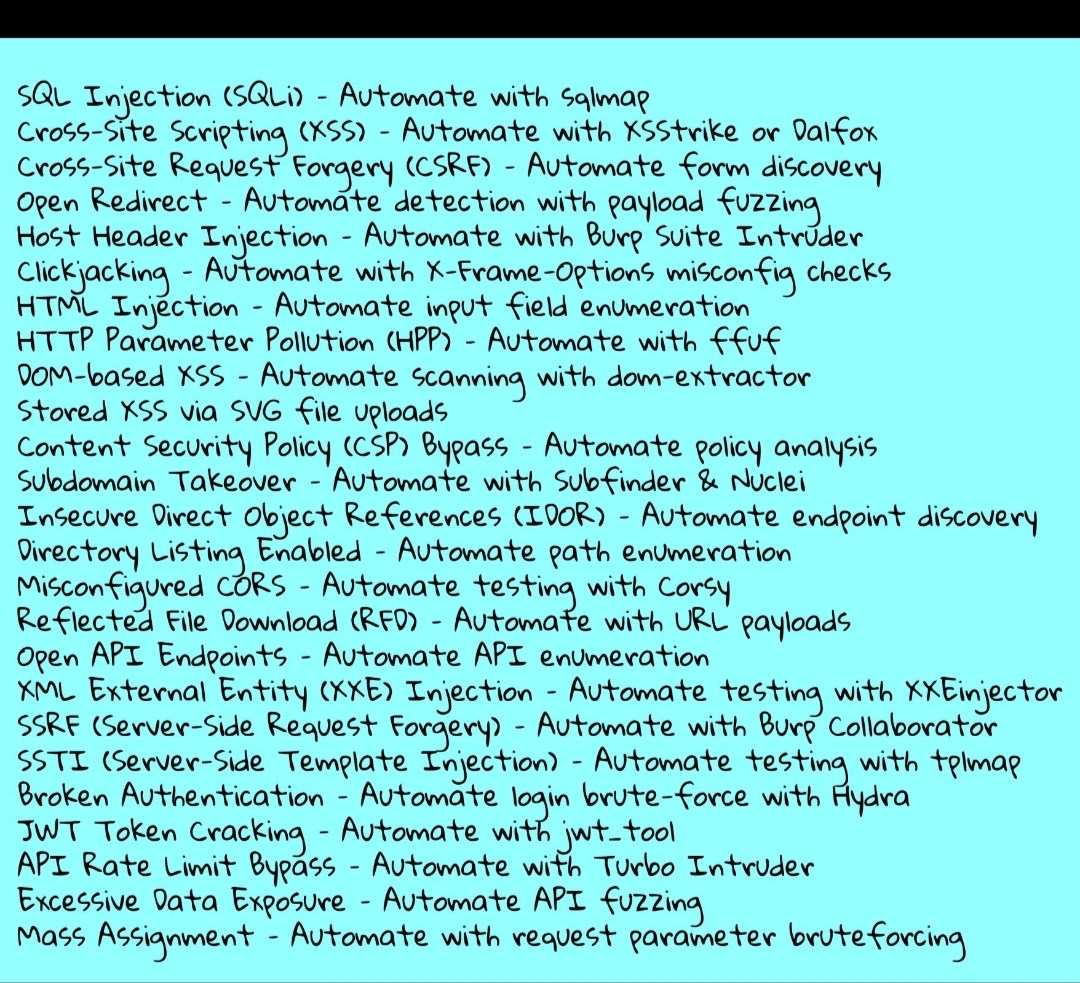 SQL Injection (SQLi) - Automate with sqlmap
Cross-Site Scripting (XSS) - Automate with XSStrike or Dalfox
Cross-Site Request Forgery (CSRF) - Automate form discovery
Open Redirect - Automate detection with payload fuzzing
Host Header Injection - Automate with Burp Suite Intruder
Clickjacking - Automate with X-Frame-Options misconfig checks
HTML Injection - Automate input field enumeration
HTTP Parameter Pollution (HPP) - Automate with ffuf
DOM-based XSS - Automate scanning with dom-extractor
Stored XSS via SVG file uploads
Content Security Policy (CSP) Bypass - Automate policy analysis
Subdomain Takeover - Automate with Subfinder & Nuclei
Insecure Direct Object References (IDOR) - Automate endpoint discovery
Directory Listing Enabled - Automate path enumeration
Misconfigured CORS - Automate testing with Corsy
Reflected File Download (RFD) - Automate with URL payloads
Open API Endpoints - Automate API enumeration
XML External Entity (XXE) Injection - Automate testing with XXEinjector
SSRF (Server-Side Request Forgery) - Automate with Burp Collaborator
SSTI (Server-Side Template Injection) - Automate testing with tplmap
Broken Authentication - Automate login brute-force with Hydra
JWT Token Cracking - Automate with jwt_tool
API Rate Limit Bypass - Automate with Turbo Intruder
Excessive Data Exposure - Automate API fuzzing
Mass Assignment - Automate with request parameter bruteforcing